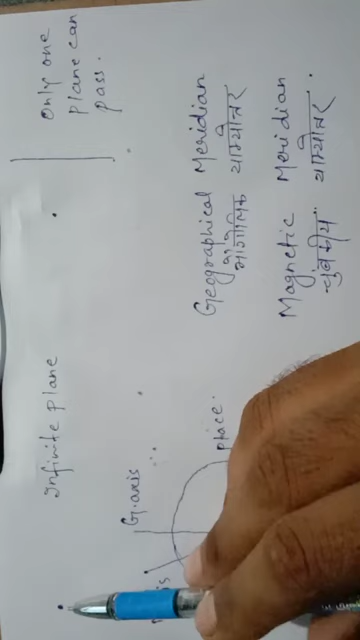 Infinite plane
Only one
plane can
pass.
Geographical Meridian
भौगोलिक याम्योत्तर
Magnetic Meridian
चुंबकीय याम्योत्तर
G. axis
place